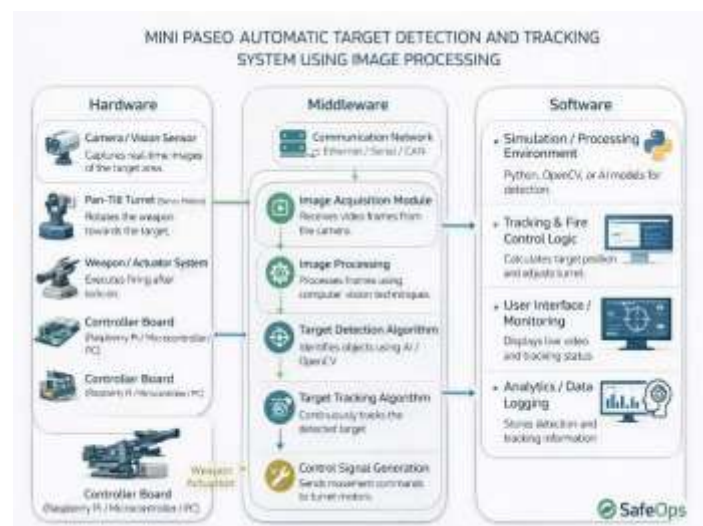 MINI PASEO AUTOMATIC TARGET DETECTION AND TRACKING
SYSTEM USING IMAGE PROCESSING
Hardware
Camera / Vision Sensor
Captures real-time images
of the target area.
Pan-Tilt Turret
Rotates the weapon
towards the target.
Weapon / Actuator System
Executes firing after
Controller Board
(Raspberry Pi / Microcontroller /
PC)
Controller Board
(Raspberry Pi / Microcontroller / PC)
Controller Board
(Raspberry Pi / Microcontroller / PC)
Weapon
Actuation
Middleware
Communication Network
Ethernet / Serial / CAN
Image Acquisition Module
Receives video frames from
the camera.
Image Processing
Processes frames using
computer vision techniques.
Target Detection Algorithm
Identifies objects using AI /
OpenCV
Target Tracking Algorithm
Continuously tracks the
detected target
Control Signal Generation
Sends movement commands
to turret motors.
Software
• Simulation / Processing
Environment
Python, OpenCV, or AI models for
detection.
• Tracking & Fire
Control Logic
Calculates target position
and adjusts turret.
• User Interface /
Monitoring
Displays live video
and tracking status
• Analytics / Data
Logging
Stores detection and
tracking information
SafeOps